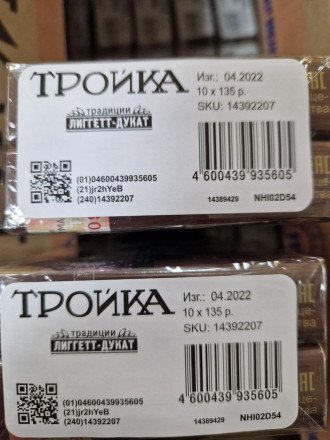 ТРОЙКА
Изг.: 04.2022
10 x 135 р.
SKU: 14392207
традиции
ЛИГГЕТТ-ДУКАТ
(01)04600439935605
(21)jr2hYeB
(240)14392207
4 600439 935605
14389429
NHI02D54
ТРОЙКА
Изг.: 04.2022
10 x 135 р.
SKU: 14392207
традиции
ЛИГГЕТТ-ДУКАТ
(01)04600439935605
(21)jr2hYeB
(240)14392207
4 600439 935605
14389429
NHI02D54